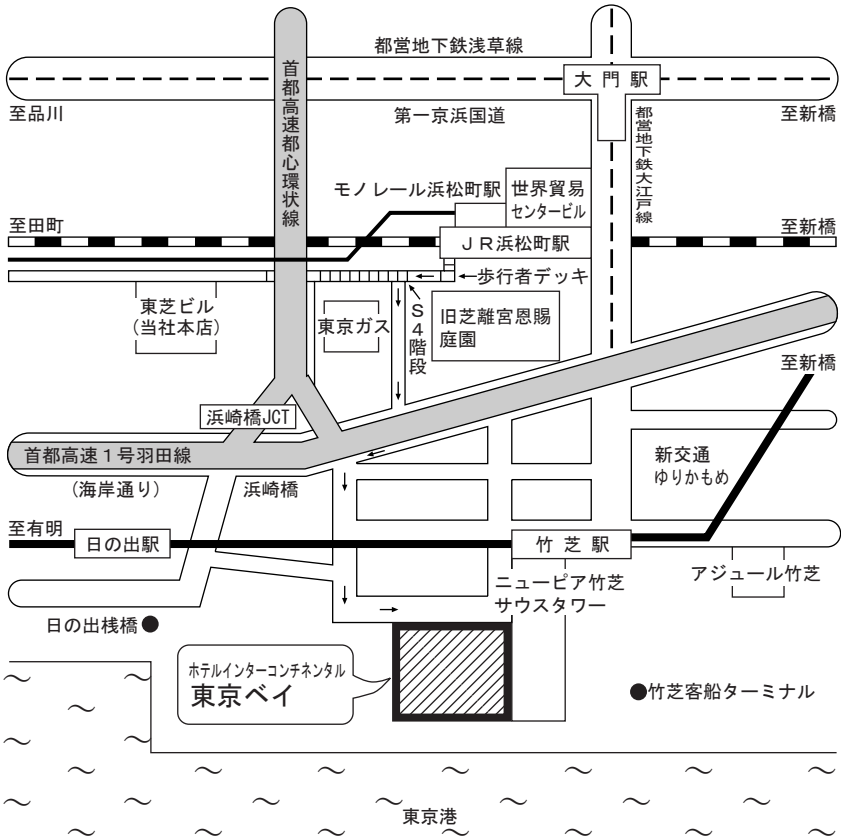 都営地下鉄浅草線
大門駅
至品川
第一京浜国道
至新橋
首都高速都心環状線
都営地下鉄大江戸線
モノレール浜松町駅
世界貿易
センタービル
至田町
至新橋
JR浜松町駅
歩行者デッキ
東芝ビル
(当社本店)
東京ガス
S4階段
旧芝離宮恩賜
庭園
至新橋
浜崎橋JCT
首都高速1号羽田線
(海岸通り)
浜崎橋
新交通
ゆりかもめ
至有明
日の出駅
竹芝駅
ニューピア竹芝
サウスタワー
アジュール竹芝
日の出桟橋
ホテルインターコンチネンタル
東京ベイ
竹芝客船ターミナル
東京港